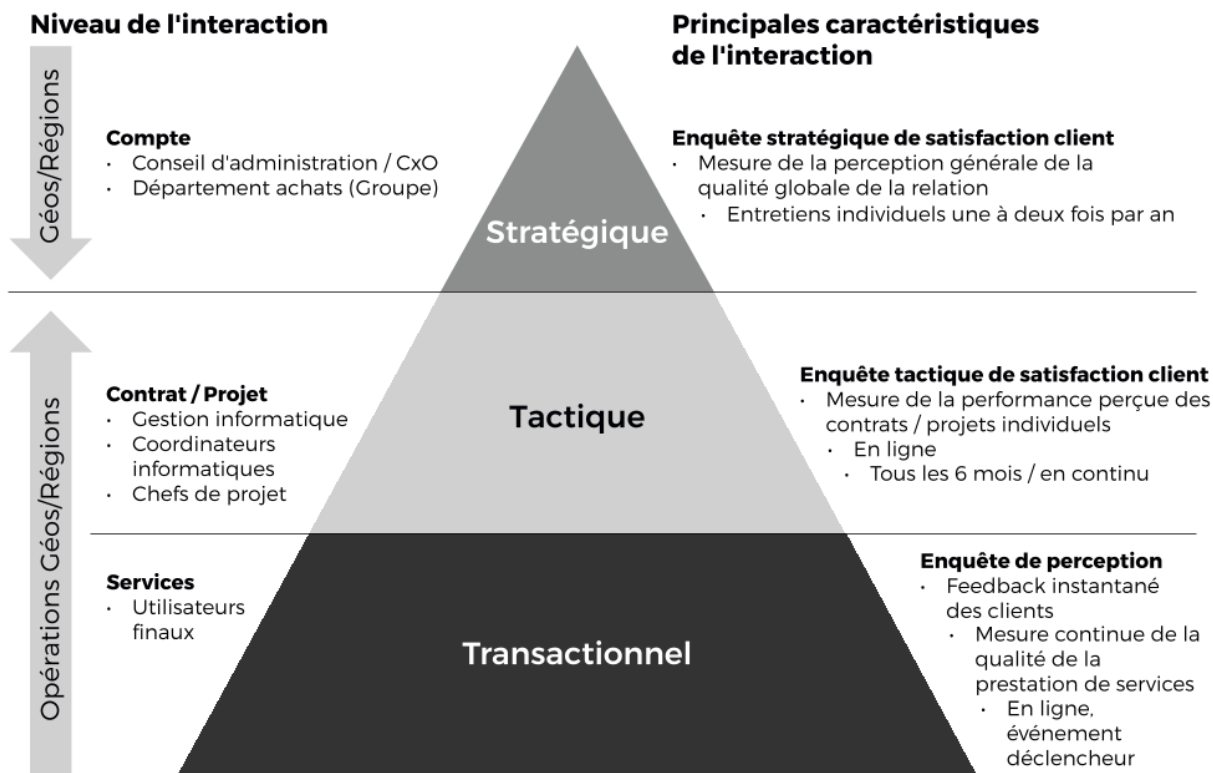 Niveau de l'interaction
Principales caractéristiques
de l'interaction
Géos/Régions
Compte
· Conseil d'administration / CxO
· Département achats (Groupe)
Stratégique
Enquête stratégique de satisfaction client
· Mesure de la perception générale de la
qualité globale de la relation
· Entretiens individuels une à deux fois par an
Opérations Géos/Régions
Contrat / Projet
· Gestion informatique
· Coordinateurs
informatiques
· Chefs de projet
Tactique
Enquête tactique de satisfaction client
· Mesure de la performance perçue des
contrats / projets individuels
· En ligne
· Tous les 6 mois / en continu
Services
· Utilisateurs
finaux
Transactionnel
Enquête de perception
· Feedback instantané
des clients
· Mesure continue de la
qualité de la
prestation de services
· En ligne,
événement
déclencheur